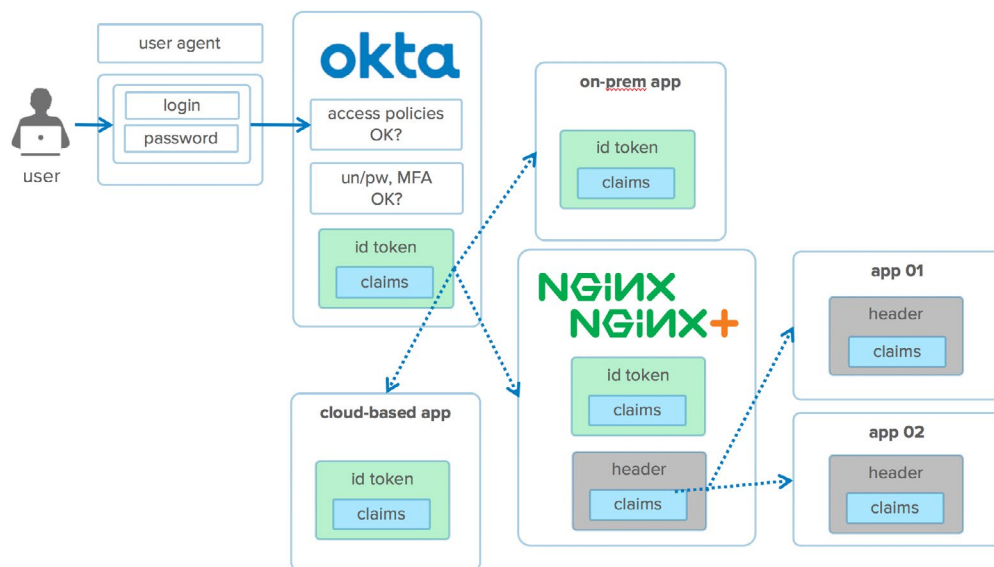 user agent
login
password
user
okta
access policies
OK?
un/pw, MFA
OK?
id token
claims
on-prem app
id token
claims
cloud-based app
id token
claims
NGINX
NGINX+
id token
claims
header
claims
app 01
header
claims
app 02
header
claims